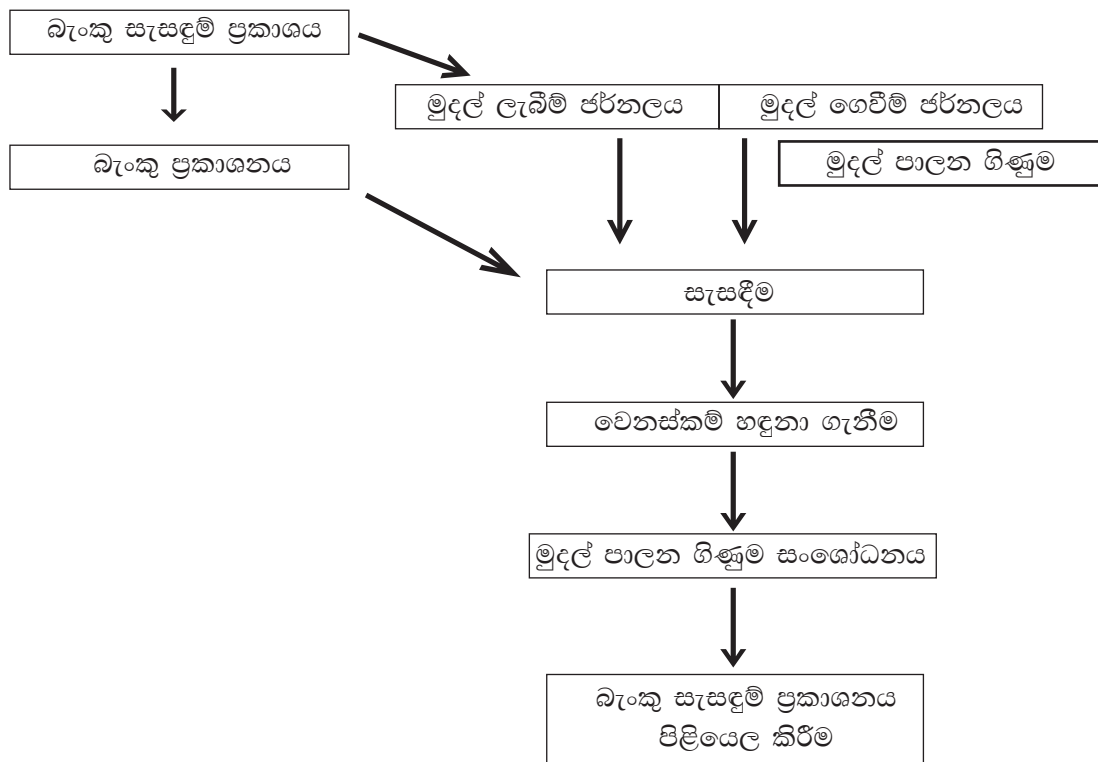 බැංකු සැසඳුම් ප්‍රකාශය
මුදල් ලැබීම් ජර්නලය
මුදල් ගෙවීම් ජර්නලය
බැංකු ප්‍රකාශනය
මුදල් පාලන ගිණුම
සැසඳීම
වෙනස්කම් හඳුනා ගැනීම
මුදල් පාලන ගිණුම සංශෝධනය
බැංකු සැසඳුම් ප්‍රකාශනය
පිළියෙල කිරීම